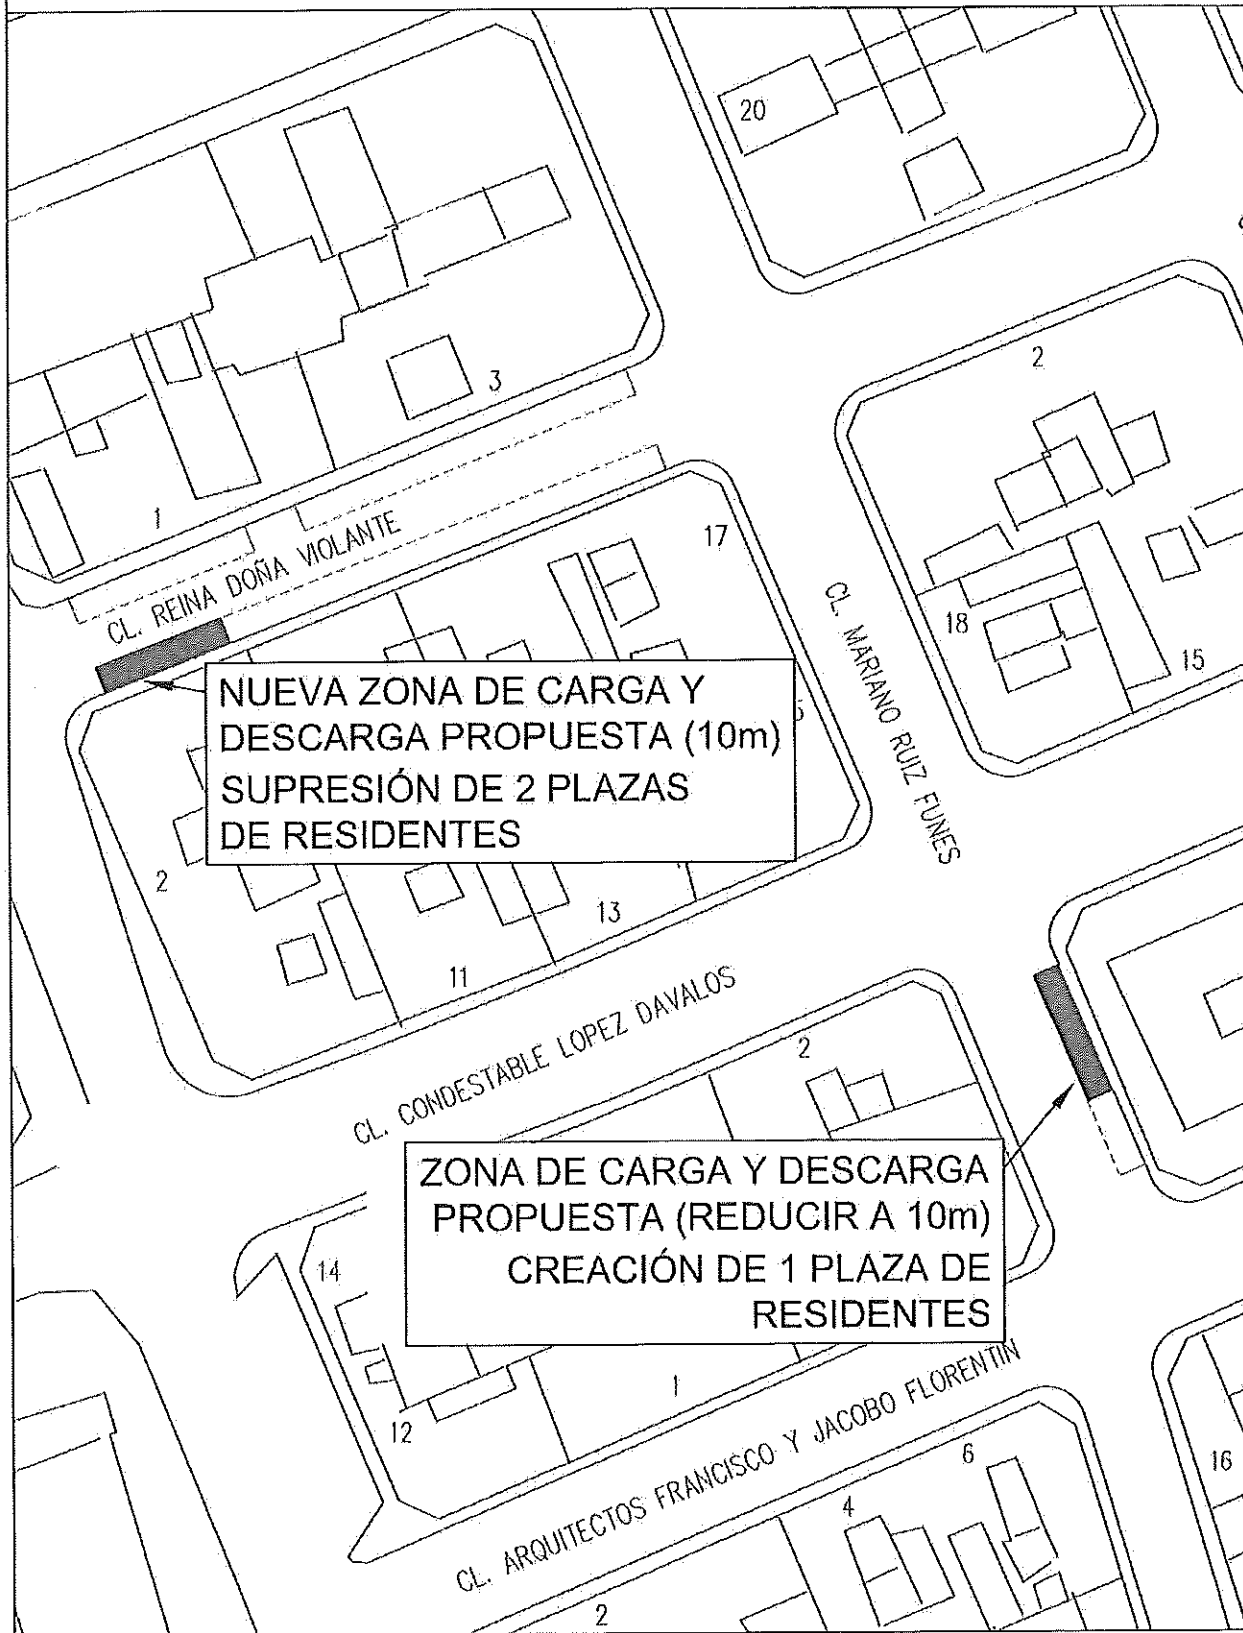 20
2
3
1
17
CL. REINA DOÑA VIOLANTE
CL. MARIANO RUIZ FUNES
18
15
NUEVA ZONA DE CARGA Y
DESCARGA PROPUESTA (10m)
SUPRESIÓN DE 2 PLAZAS
DE RESIDENTES
2
13
11
CL. CONDESTABLE LOPEZ DAVALOS
2
ZONA DE CARGA Y DESCARGA
PROPUESTA (REDUCIR A 10m)
CREACIÓN DE 1 PLAZA DE
RESIDENTES
14
12
1
CL. ARQUITECTOS FRANCISCO Y JACOBO FLORENTIN
6
4
16
2